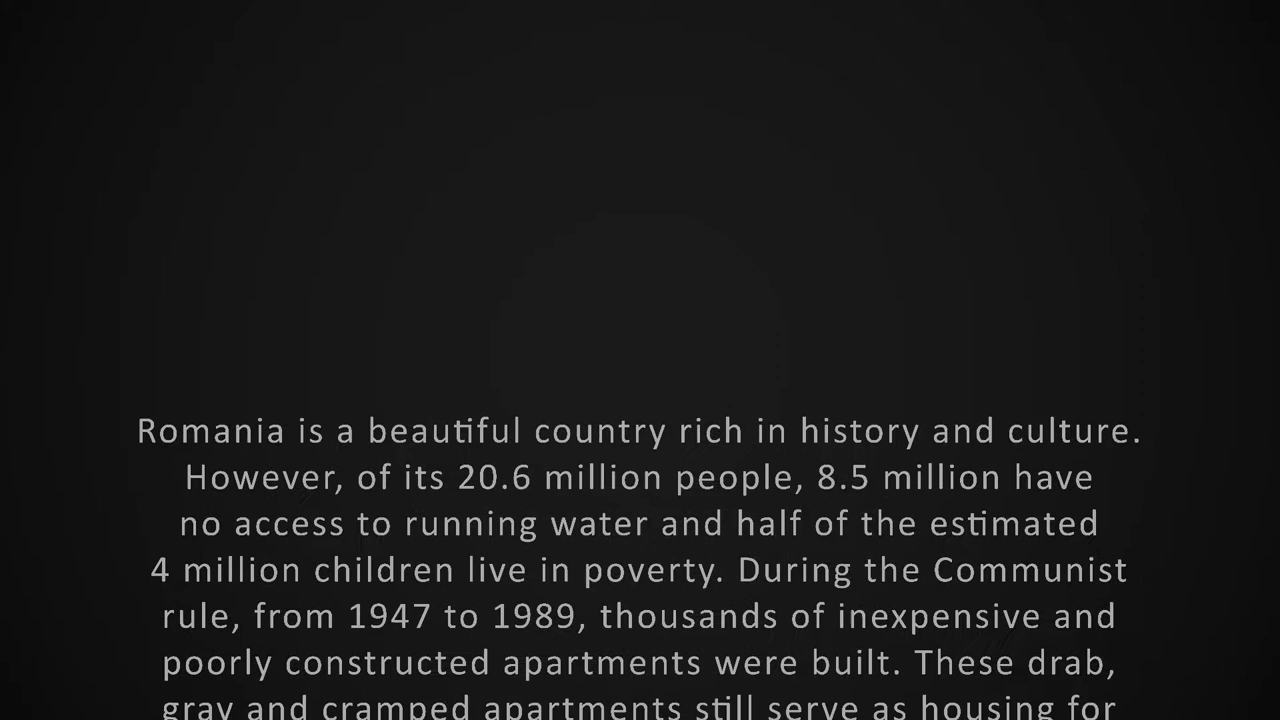 Romania is a beautiful country rich in history and culture.
However, of its 20.6 million people, 8.5 million have
no access to running water and half of the estimated
4 million children live in poverty. During the Communist
rule, from 1947 to 1989, thousands of inexpensive and
poorly constructed apartments were built. These drab,
gray and cramped apartments still serve as housing for